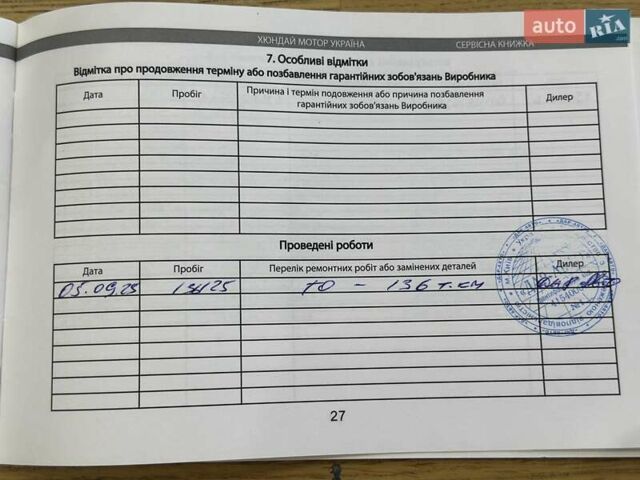 auto RIA
.com
ХЮНДАЙ МОТОР УКРАЇНА СЕРВІСНА КНИЖКА
7. Особливі відмітки
Відмітка про продовження терміну або позбавлення гарантійних зобов'язань Виробника
Дата Пробіг Причина і термін подовження або причина позбавлення гарантійних зобов'язань Виробника Дилер
Проведені роботи
Дата Пробіг Перелік ремонтних робіт або замінених деталей Дилер
05.09.25 ТО - 136 т.км
27